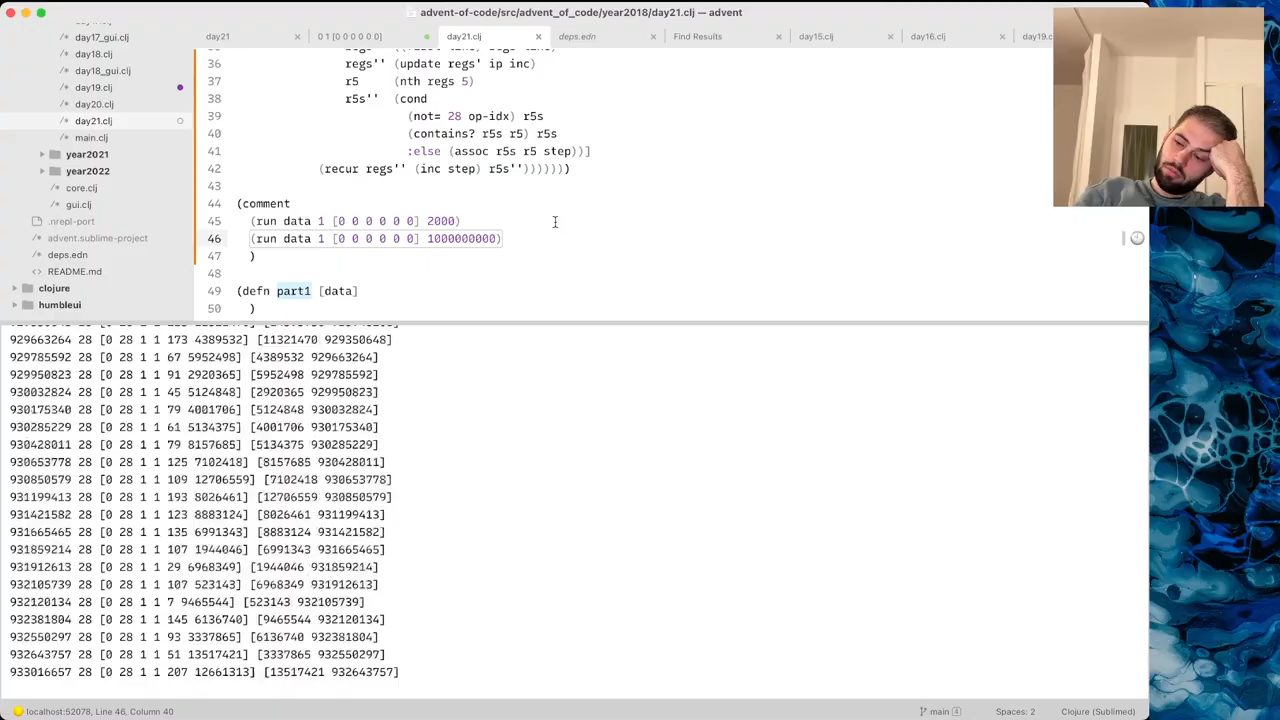 advent-of-code/src/advent_of_code/year2018/day21.clj — advent
day21
0 1 [0 0 0 0 0 0]
day21.clj
deps.edn
Find Results
day15.clj
day16.clj
day19.c
/* day17_gui.clj
/* day18.clj
/* day18_gui.clj
/* day19.clj
/* day20.clj
/* day21.clj
/* main.clj
year2021
year2022
/* core.clj
/* gui.clj
/* .nrepl-port
/* advent.sublime-project
/* deps.edn
<> README.md
clojure
humbleui
36 regs'' (update regs' ip inc)
37 r5 (nth regs 5)
38 r5s'' (cond
39 (not= 28 op-idx) r5s
40 (contains? r5s r5) r5s
41 :else (assoc r5s r5 step))]
42 (recur regs'' (inc step) r5s''))))))
43
44 (comment
45 (run data 1 [0 0 0 0 0 0] 2000)
46 (run data 1 [0 0 0 0 0 0] 1000000000)
47 )
48
49 (defn part1 [data]
50 )
929663264 28 [0 28 1 1 173 4389532] [11321470 929350648]
929785592 28 [0 28 1 1 67 5952498] [4389532 929663264]
929950823 28 [0 28 1 1 91 2920365] [5952498 929785592]
930032824 28 [0 28 1 1 45 5124848] [2920365 929950823]
930175340 28 [0 28 1 1 79 4001706] [5124848 930032824]
930285229 28 [0 28 1 1 61 5134375] [4001706 930175340]
930428011 28 [0 28 1 1 79 8157685] [5134375 930285229]
930653778 28 [0 28 1 1 125 7102418] [8157685 930428011]
930850579 28 [0 28 1 1 109 12706559] [7102418 930653778]
931199413 28 [0 28 1 1 193 8026461] [12706559 930850579]
931421582 28 [0 28 1 1 123 8883124] [8026461 931199413]
931665465 28 [0 28 1 1 135 6991343] [8883124 931421582]
931859214 28 [0 28 1 1 107 1944046] [6991343 931665465]
931912613 28 [0 28 1 1 29 6968349] [1944046 931859214]
932105739 28 [0 28 1 1 107 523143] [6968349 931912613]
932120134 28 [0 28 1 1 7 9465544] [523143 932105739]
932381804 28 [0 28 1 1 145 6136740] [9465544 932120134]
932550297 28 [0 28 1 1 93 3337865] [6136740 932381804]
932643757 28 [0 28 1 1 51 13517421] [3337865 932550297]
933016657 28 [0 28 1 1 207 12661313] [13517421 932643757]
localhost:52078, Line 46, Column 40
main 4
Spaces: 2
Clojure (Sublimed)